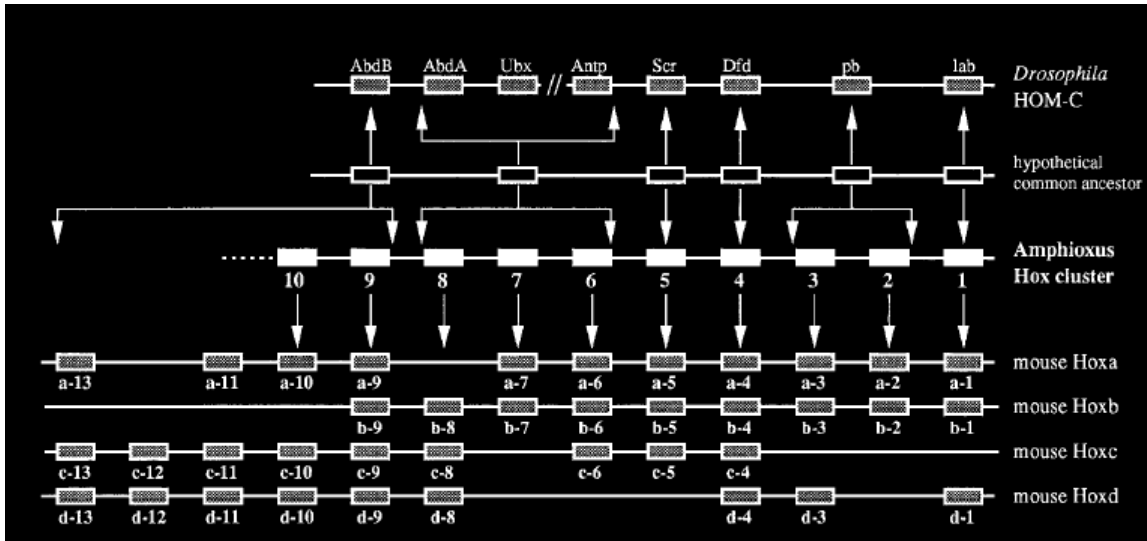 AbdB AbdA Ubx Antp Scr Dfd pb lab
//
Drosophila
HOM-C
hypothetical
common ancestor
Amphioxus
Hox cluster
10 9 8 7 6 5 4 3 2 1
mouse Hoxa
a-13 a-11 a-10 a-9 a-7 a-6 a-5 a-4 a-3 a-2 a-1
mouse Hoxb
b-9 b-8 b-7 b-6 b-5 b-4 b-3 b-2 b-1
mouse Hoxc
c-13 c-12 c-11 c-10 c-9 c-8 c-6 c-5 c-4
mouse Hoxd
d-13 d-12 d-11 d-10 d-9 d-8 d-4 d-3 d-1